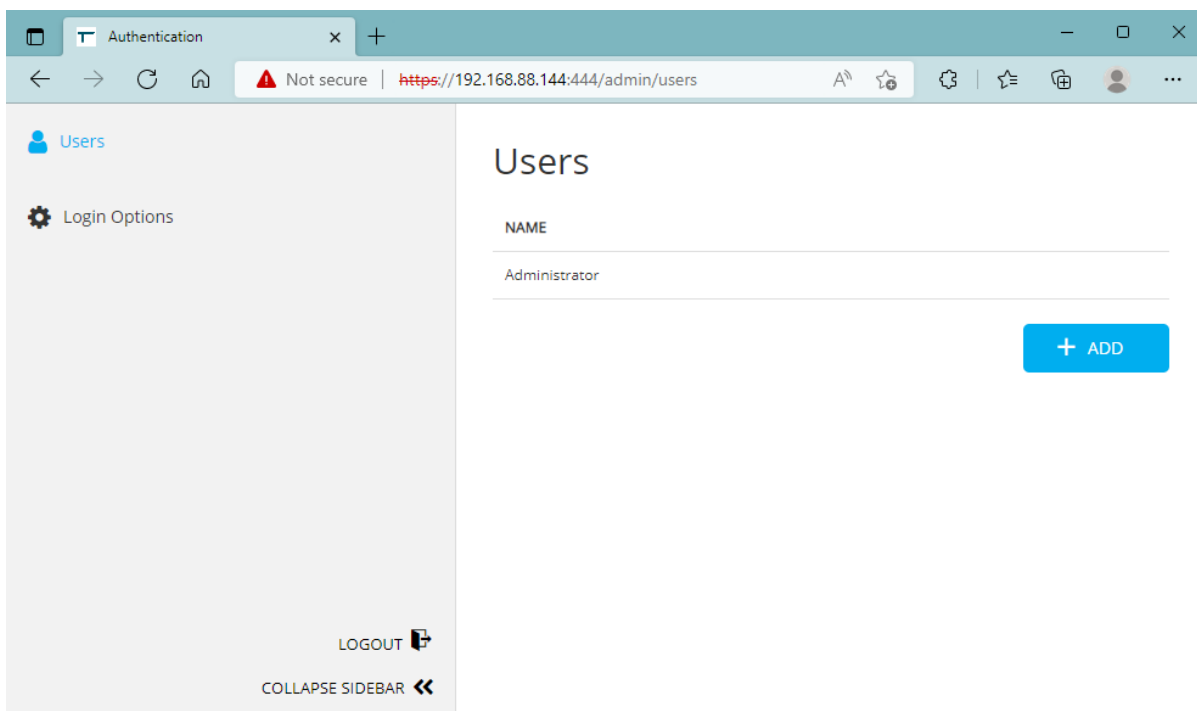 Authentication
Not secure https://192.168.88.144:444/admin/users
Users
Login Options
LOGOUT
COLLAPSE SIDEBAR
Users
NAME
Administrator
ADD